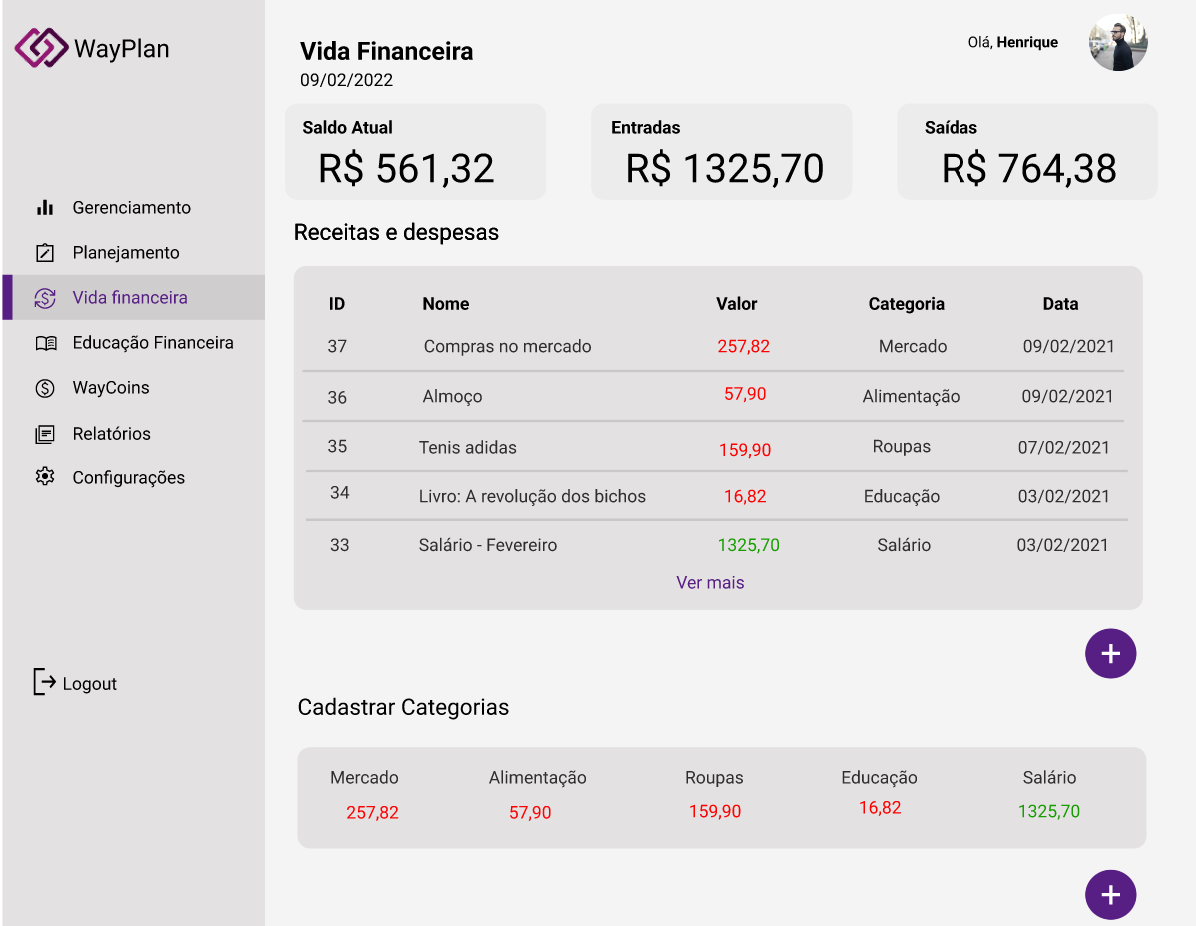 WayPlan
Vida Financeira
09/02/2022
Olá, Henrique
Saldo Atual
R$ 561,32
Entradas
R$ 1325,70
Saídas
R$ 764,38
Gerenciamento
Planejamento
Vida financeira
Educação Financeira
WayCoins
Relatórios
Configurações
Logout
Receitas e despesas
ID Nome Valor Categoria Data
37 Compras no mercado 257,82 Mercado 09/02/2021
36 Almoço 57,90 Alimentação 09/02/2021
35 Tenis adidas 159,90 Roupas 07/02/2021
34 Livro: A revolução dos bichos 16,82 Educação 03/02/2021
33 Salário - Fevereiro 1325,70 Salário 03/02/2021
Ver mais
+
Cadastrar Categorias
Mercado Alimentação Roupas Educação Salário
257,82 57,90 159,90 16,82 1325,70
+